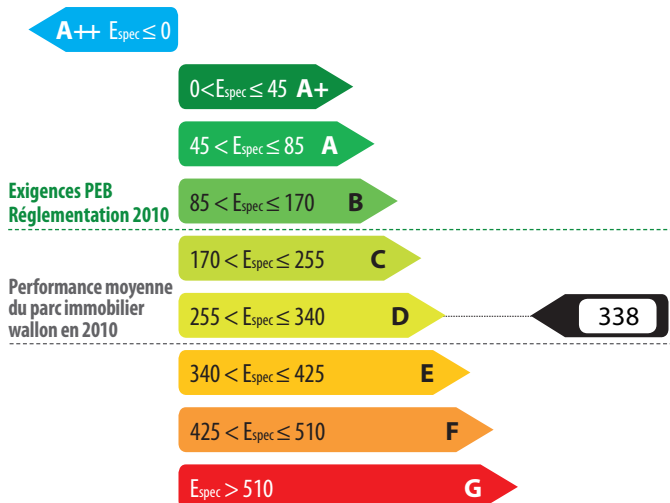 A++ Espec ≤ 0
0<Espec ≤ 45 A+
45 < Espec ≤ 85 A
Exigences PEB
Réglementation 2010
85 < Espec ≤ 170 B
170 < Espec ≤ 255 C
Performance moyenne
du parc immobilier
wallon en 2010
255 < Espec ≤ 340 D
338
340 < Espec ≤ 425 E
425 < Espec ≤ 510 F
Espec > 510 G